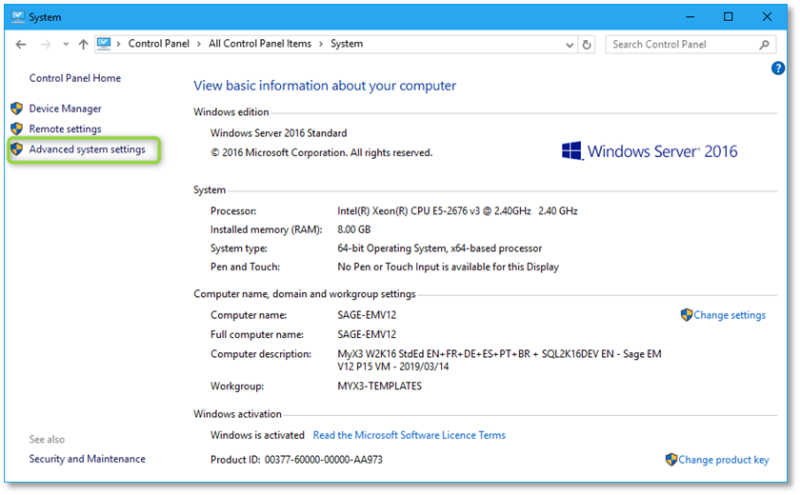 System
Control Panel > All Control Panel Items > System
Search Control Panel
Control Panel Home
Device Manager
Remote settings
Advanced system settings
?
View basic information about your computer
Windows edition
Windows Server 2016 Standard
© 2016 Microsoft Corporation. All rights reserved.
Windows Server® 2016
System
Processor: Intel(R) Xeon(R) CPU E5-2676 v3 @ 2.40GHz 2.40 GHz
Installed memory (RAM): 8.00 GB
System type: 64-bit Operating System, x64-based processor
Pen and Touch: No Pen or Touch Input is available for this Display
Computer name, domain and workgroup settings
Computer name: SAGE-EMV12
Change settings
Full computer name: SAGE-EMV12
Computer description: MyX3 W2K16 StdEd EN+FR+DE+ES+PT+BR + SQL2K16DEV EN - Sage EM
V12 P15 VM - 2019/03/14
Workgroup: MYX3-TEMPLATES
Windows activation
Windows is activated Read the Microsoft Software Licence Terms
Product ID: 00377-60000-00000-AA973
Change product key
See also
Security and Maintenance